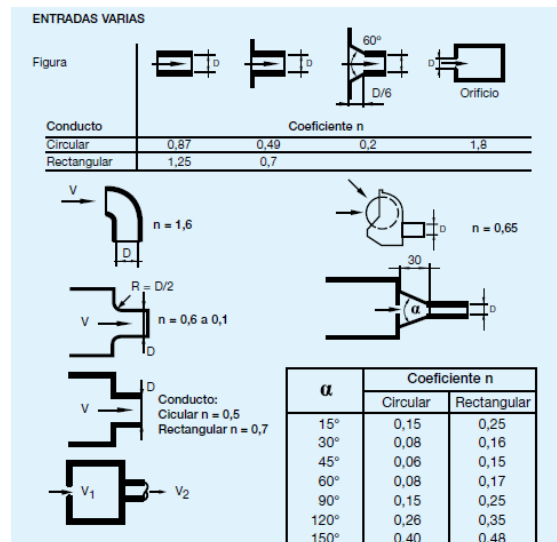 ENTRADAS VARIAS
Figura
D
D
60°
D/6
D
Orificio
Conducto Coeficiente n
Circular 0,87 0,49 0,2 1,8
Rectangular 1,25 0,7
V
n = 1,6
D
D
n = 0,65
R = D/2
V
n = 0,6 a 0,1
D
30
α
D
D
V
Conducto:
Cicular n = 0,5
Rectangular n = 0,7
V1
V2
α Coeficiente n
Circular Rectangular
15° 0,15 0,25
30° 0,08 0,16
45° 0,06 0,15
60° 0,08 0,17
90° 0,15 0,25
120° 0,26 0,35
150° 0,40 0,48